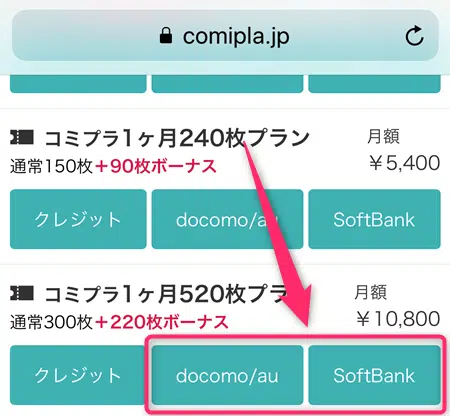 comipla.jp
コミプラ1ヶ月240枚プラン
月額
通常150枚+90枚ボーナス
¥5,400
クレジット
docomo/au
SoftBank
コミプラ1ヶ月520枚プラ
月額
通常300枚+220枚ボーナス
¥10,800
クレジット
docomo/au
SoftBank